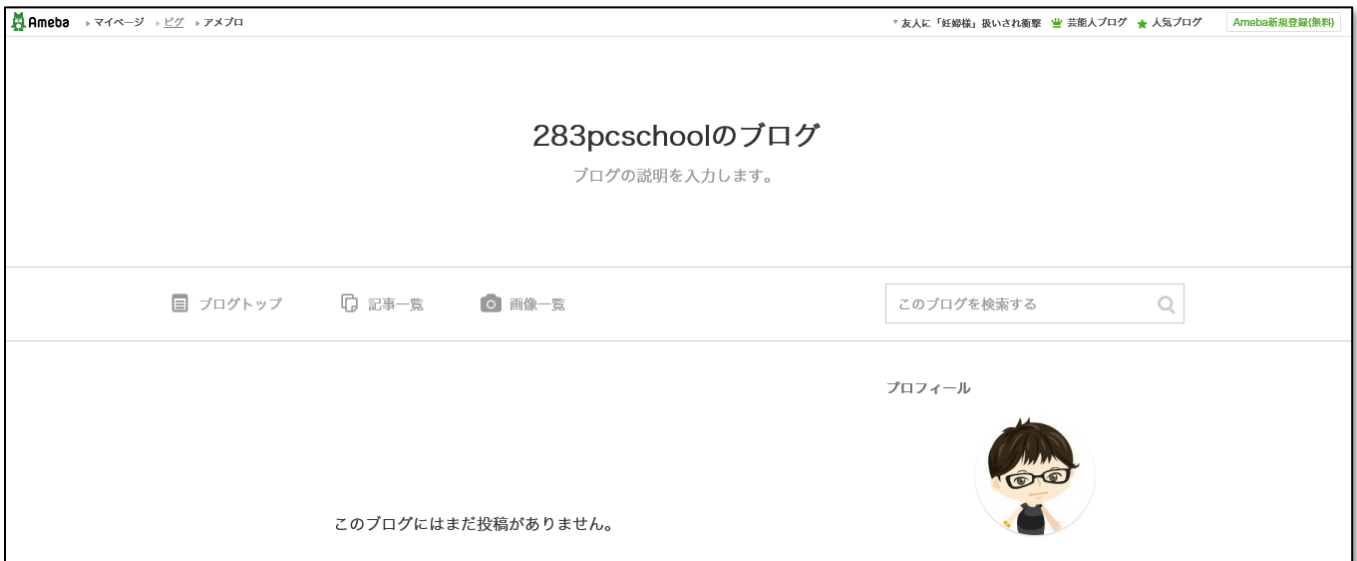 Ameba マイページ ピグ アメブロ 友人に「妊婦様」扱いされ衝撃 芸能人ブログ 人気ブログ Ameba新規登録(無料)
283pcschoolのブログ
ブログの説明を入力します。
ブログトップ 記事一覧 画像一覧 このブログを検索する
プロフィール
このブログにはまだ投稿がありません。